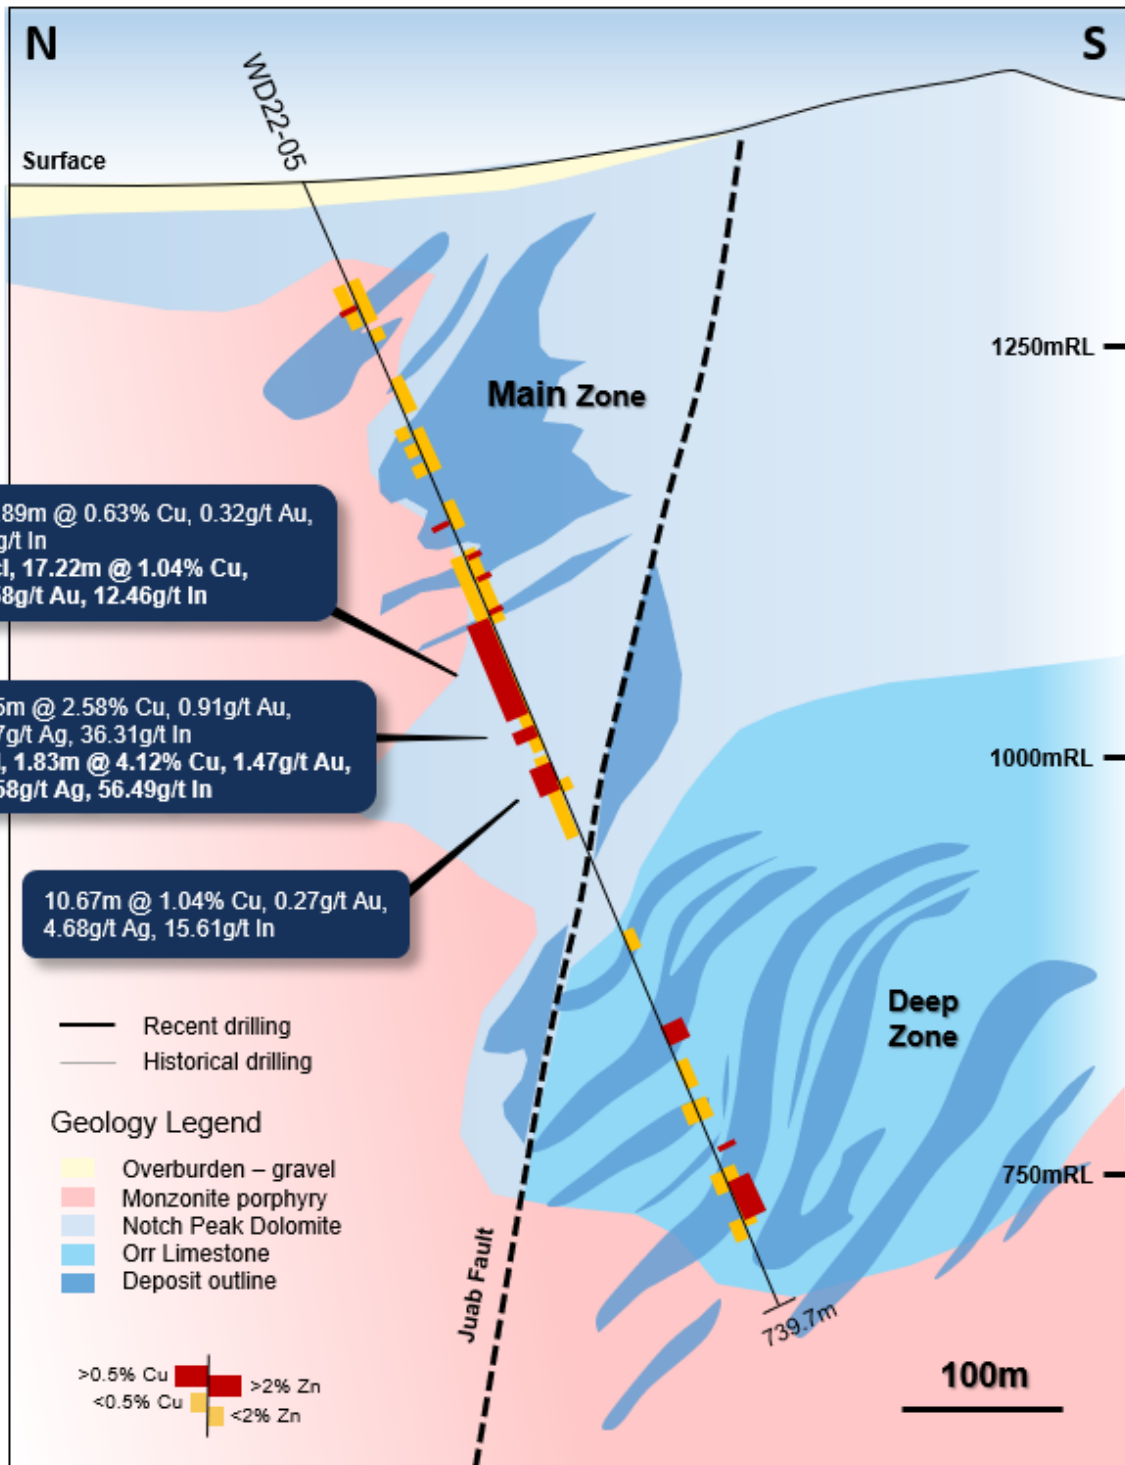 N
S
WD22-05
Surface
1250mRL
Main Zone
89m @ 0.63% Cu, 0.32g/t Au,
g/t In
17.22m @ 1.04% Cu,
8g/t Au, 12.46g/t In
5m @ 2.58% Cu, 0.91g/t Au,
7g/t Ag, 36.31g/t In
1.83m @ 4.12% Cu, 1.47g/t Au,
58g/t Ag, 56.49g/t In
1000mRL
10.67m @ 1.04% Cu, 0.27g/t Au,
4.68g/t Ag, 15.61g/t In
Deep
Zone
Recent drilling
Historical drilling
Geology Legend
Overburden – gravel
Monzonite porphyry
Notch Peak Dolomite
Orr Limestone
Deposit outline
750mRL
Juab Fault
739.7m
>0.5% Cu
>2% Zn
<0.5% Cu
<2% Zn
100m